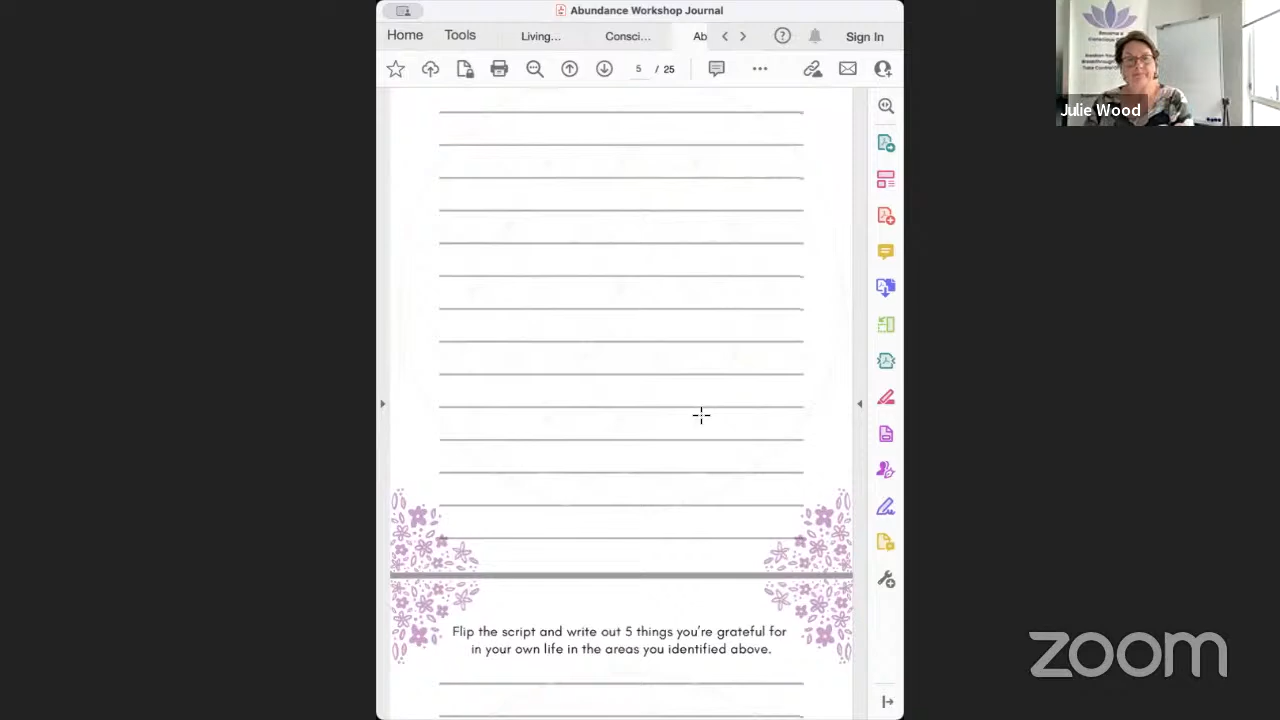 Abundance Workshop Journal
Home Tools Living... Consci... Ab Sign In
5 / 25
Julie Wood
Flip the script and write out 5 things you're grateful for
in your own life in the areas you identified above.
zoom